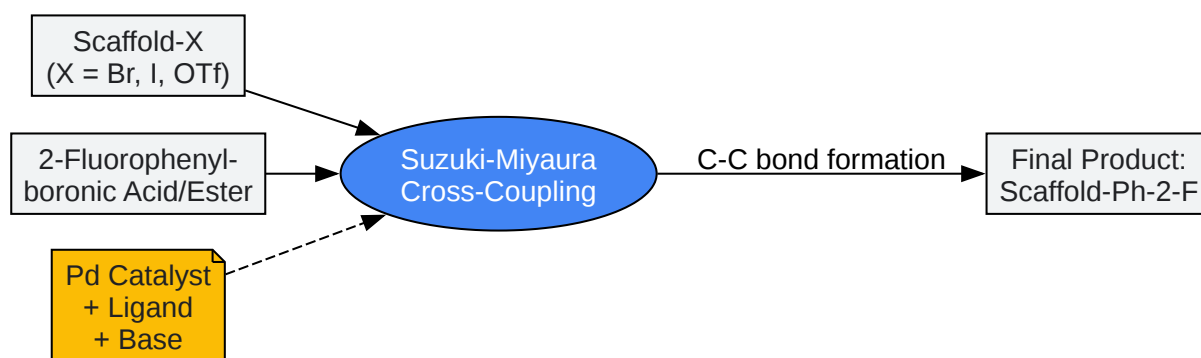 Scaffold-X
(X = Br, I, OTf)
2-Fluorophenyl-
boronic Acid/Ester
Pd Catalyst
+ Ligand
+ Base
Suzuki-Miyaura
Cross-Coupling
C-C bond formation
Final Product:
Scaffold-Ph-2-F